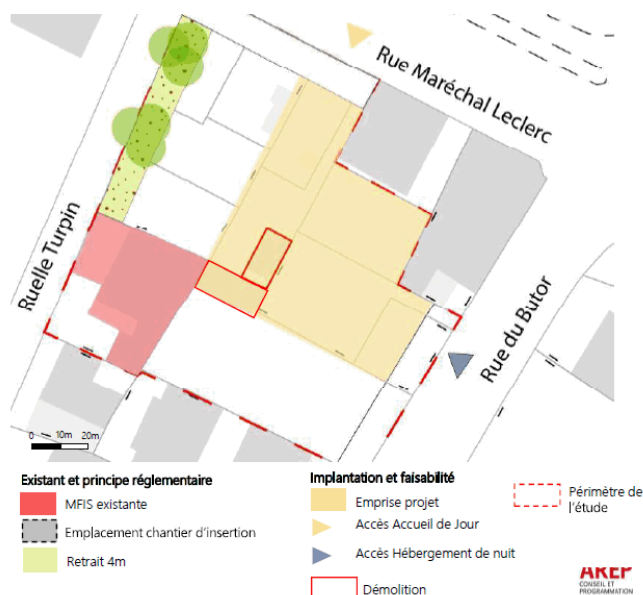 Rue Maréchal Leclerc
Ruelle Turpin
Rue du Butor
0 10m 20m
Existant et principe réglementaire
MFIS existante
Emplacement chantier d'insertion
Retrait 4m
Implantation et faisabilité
Emprise projet
Accès Accueil de Jour
Accès Hébergement de nuit
Démolition
Périmètre de
l'étude
AKEP
CONSEIL ET
PROGRAMMATION